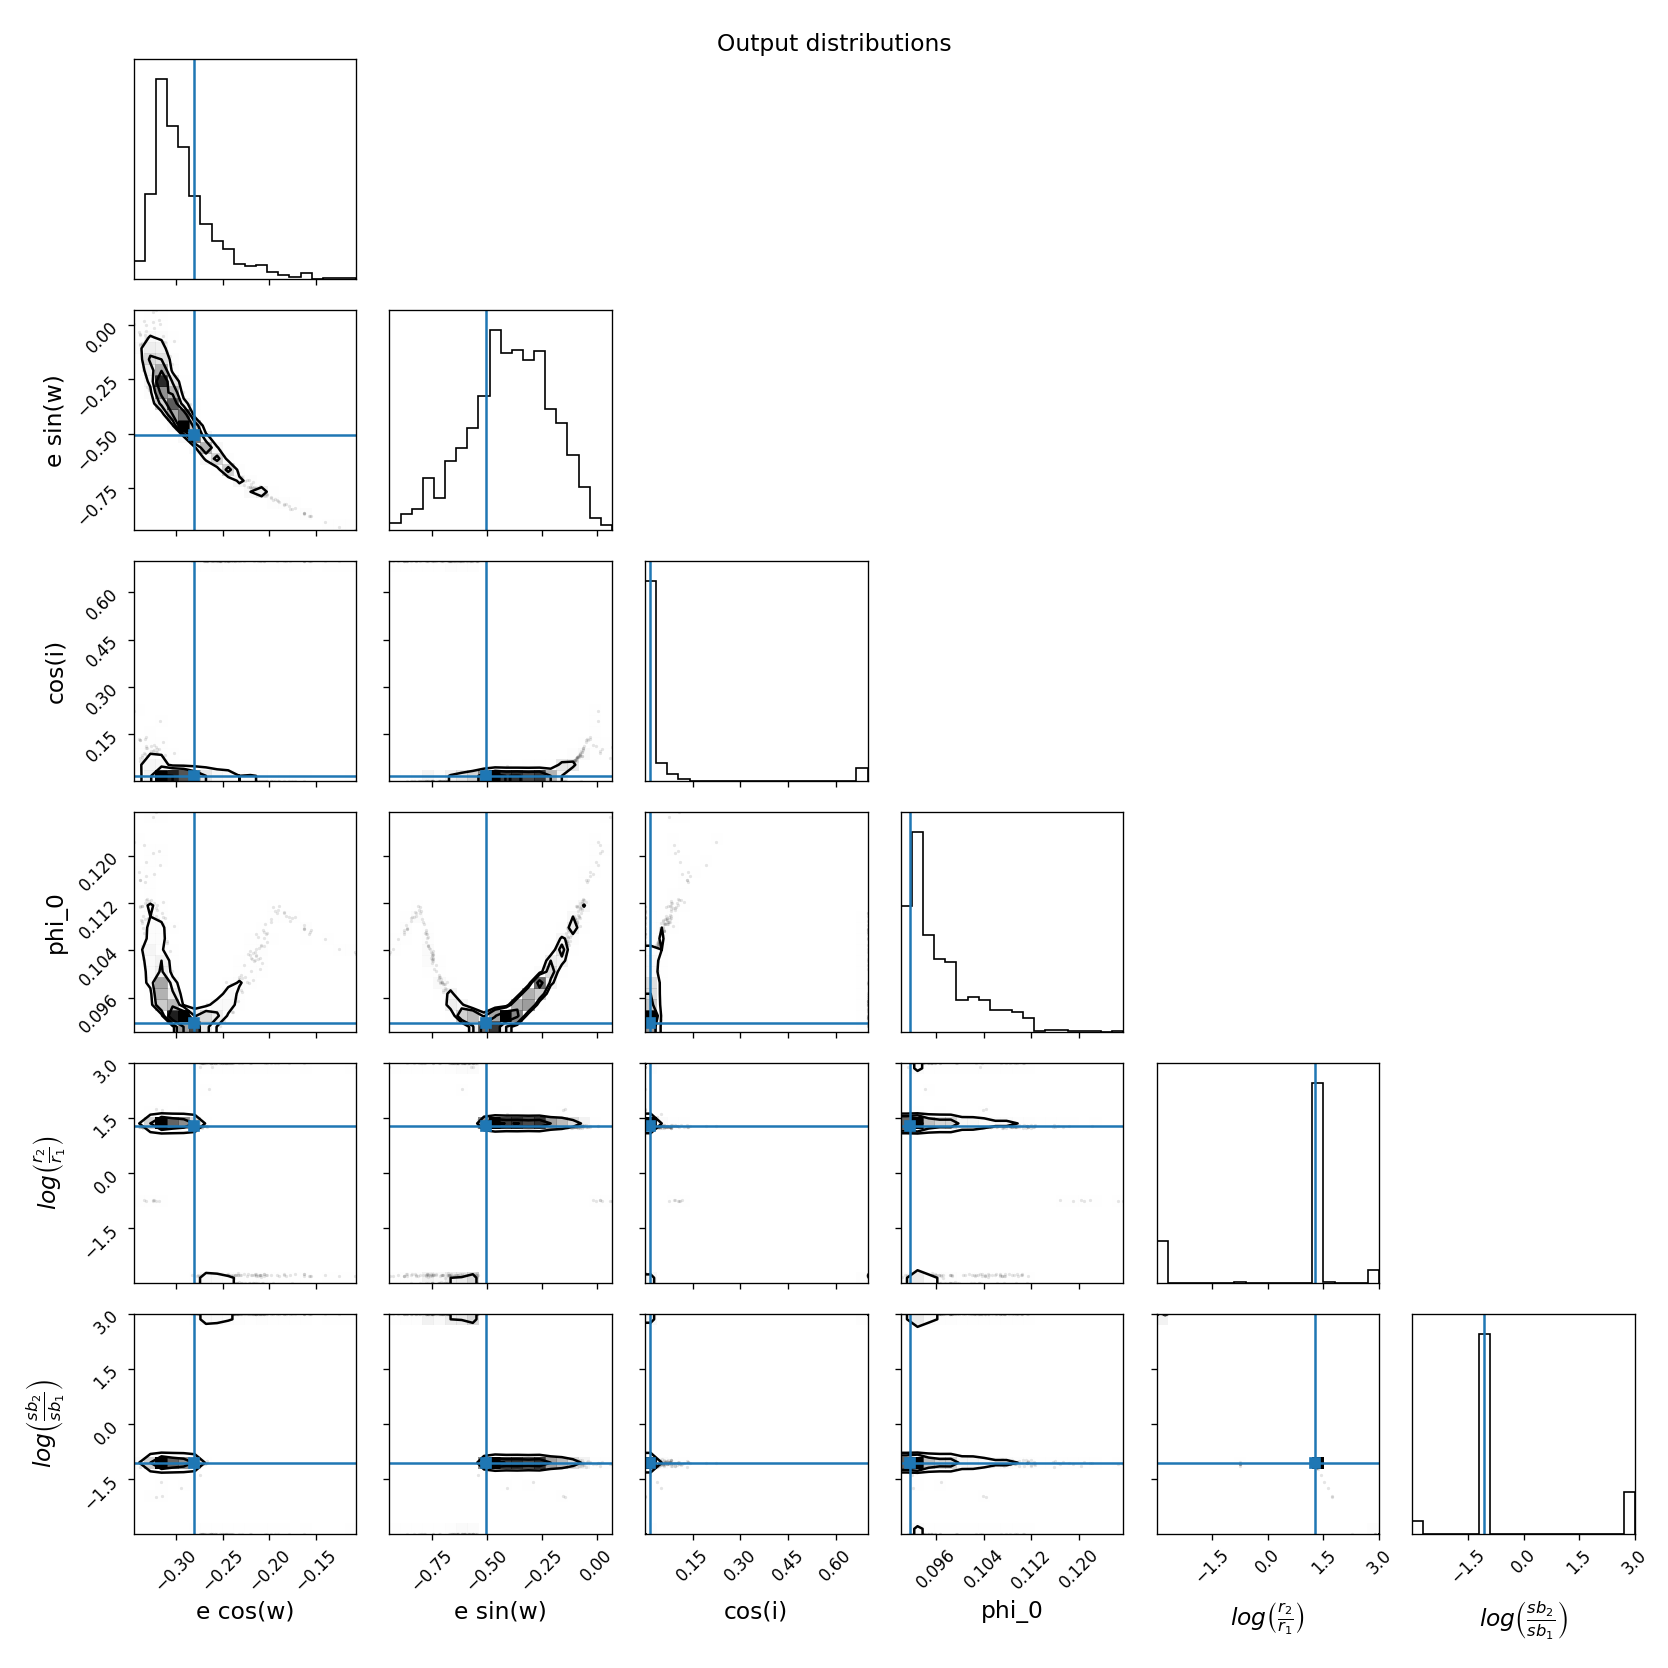 Output distributions
0.00
−0.25
−0.50
−0.75
e sin(w)
0.60
0.45
0.30
0.15
cos(i)
0.120
0.112
0.104
0.096
phi_0
3.0
1.5
0.0
−1.5
log(r2/r1)
3.0
1.5
0.0
−1.5
log(sb2/sb1)
−0.30 −0.25 −0.20 −0.15
−0.75 −0.50 −0.25 0.00
0.15 0.30 0.45 0.60
0.096 0.104 0.112 0.120
−1.5 0.0 1.5 3.0
−1.5 0.0 1.5 3.0
e cos(w)
e sin(w)
cos(i)
phi_0
log(r2/r1)
log(sb2/sb1)